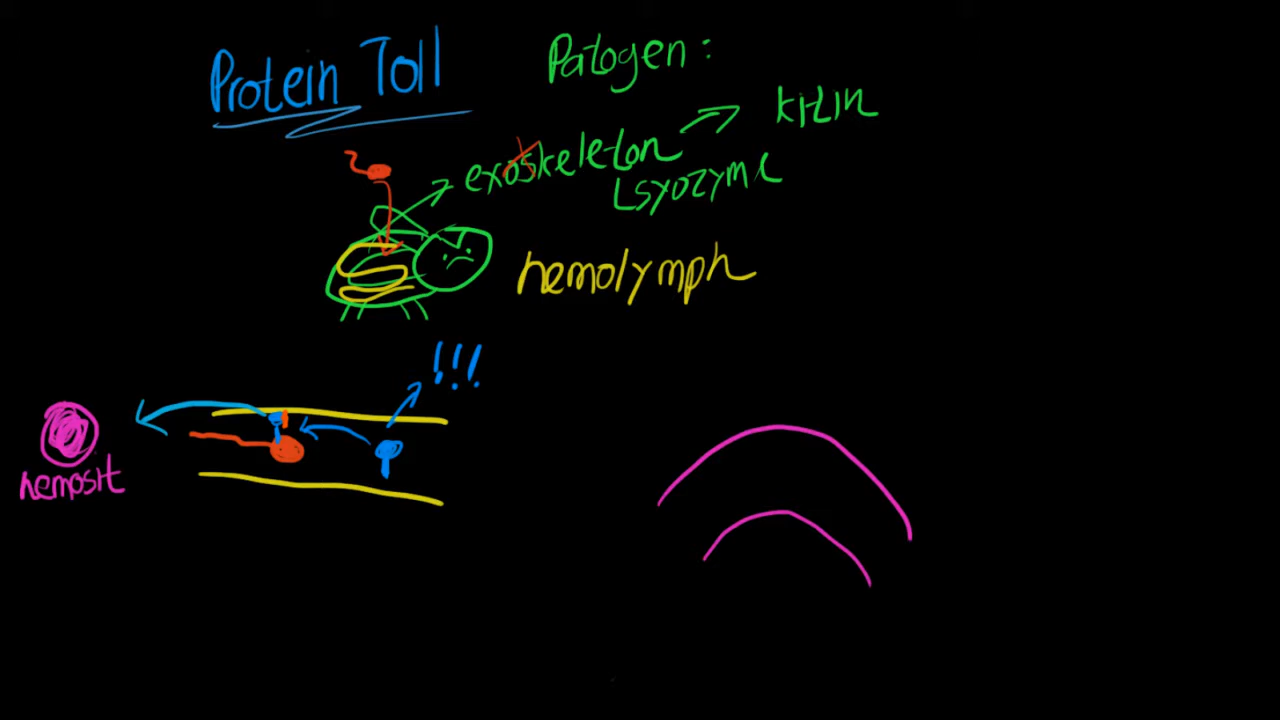 Protein Toll
Patogen :
exoskeleton
kitin
Lsyozyme
hemolymph
!!!
hemosit